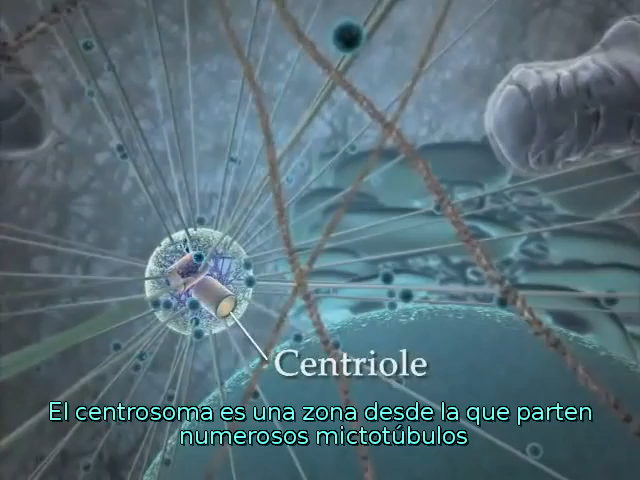 Centriole
El centrosoma es una zona desde la que parten
numerosos mictotúbulos